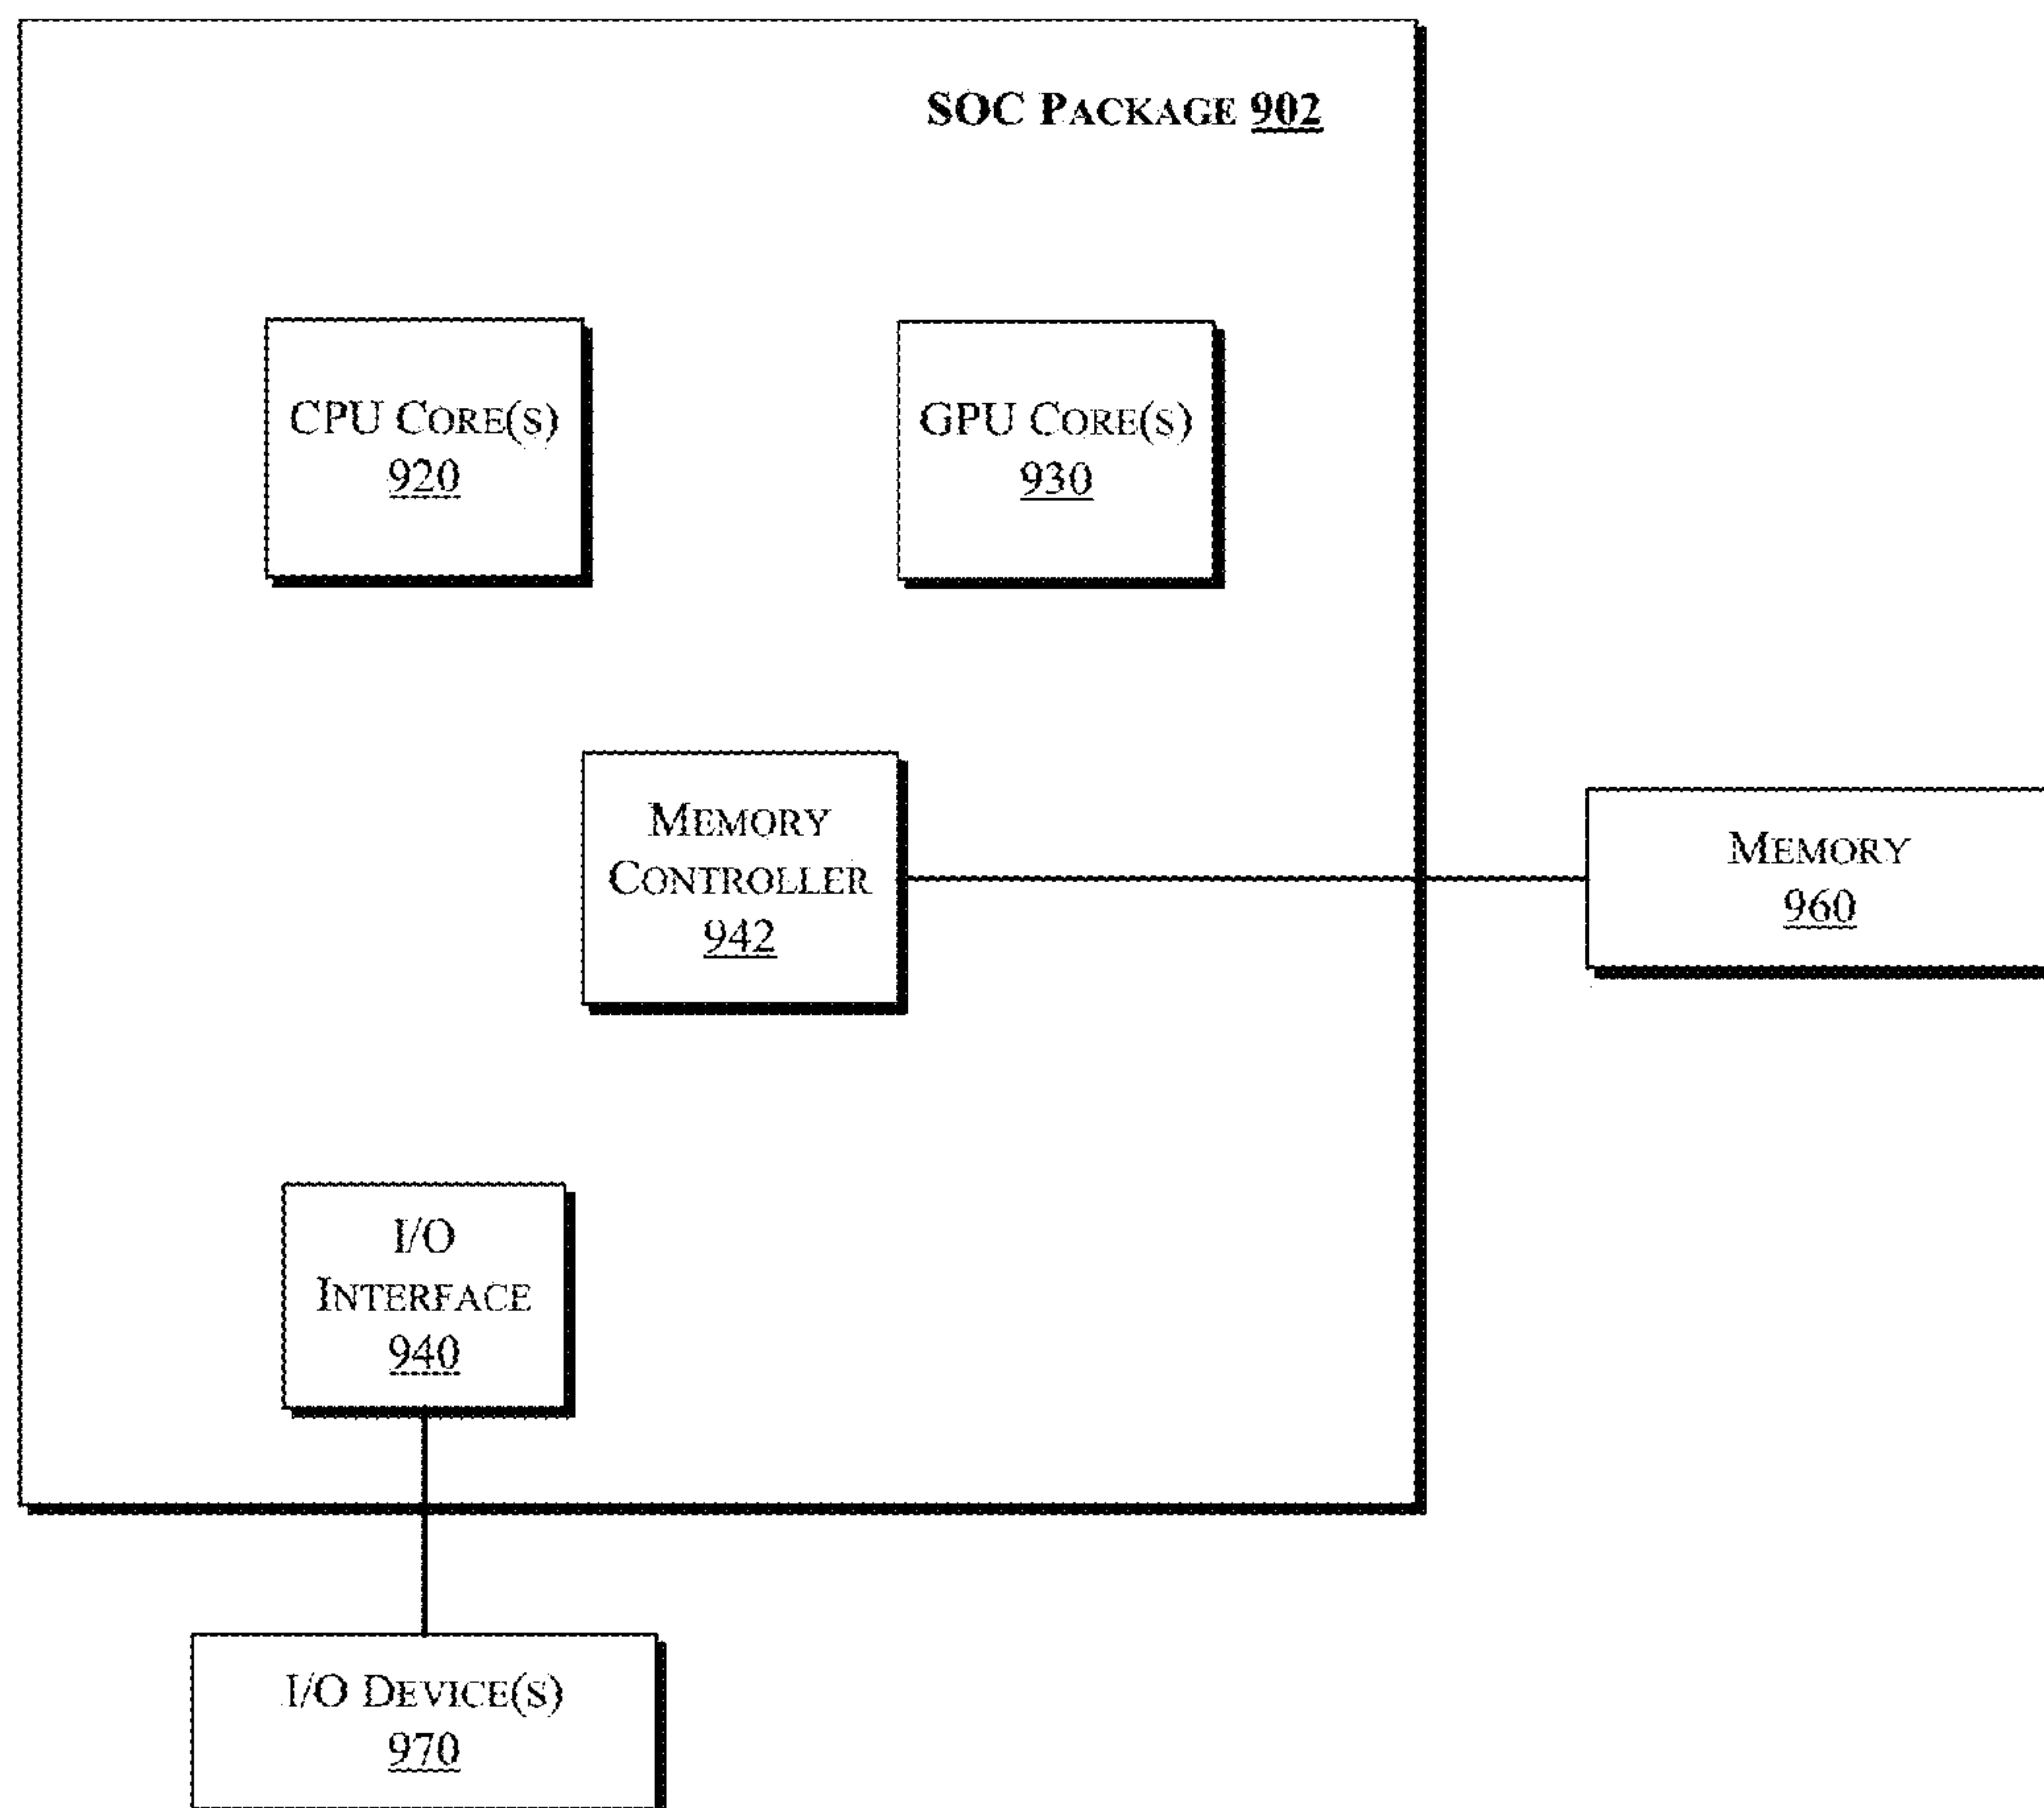 SOC PACKAGE 902
CPU CORE(S)
920
GPU CORE(S)
930
MEMORY
CONTROLLER
942
MEMORY
960
I/O
INTERFACE
940
I/O DEVICE(S)
970